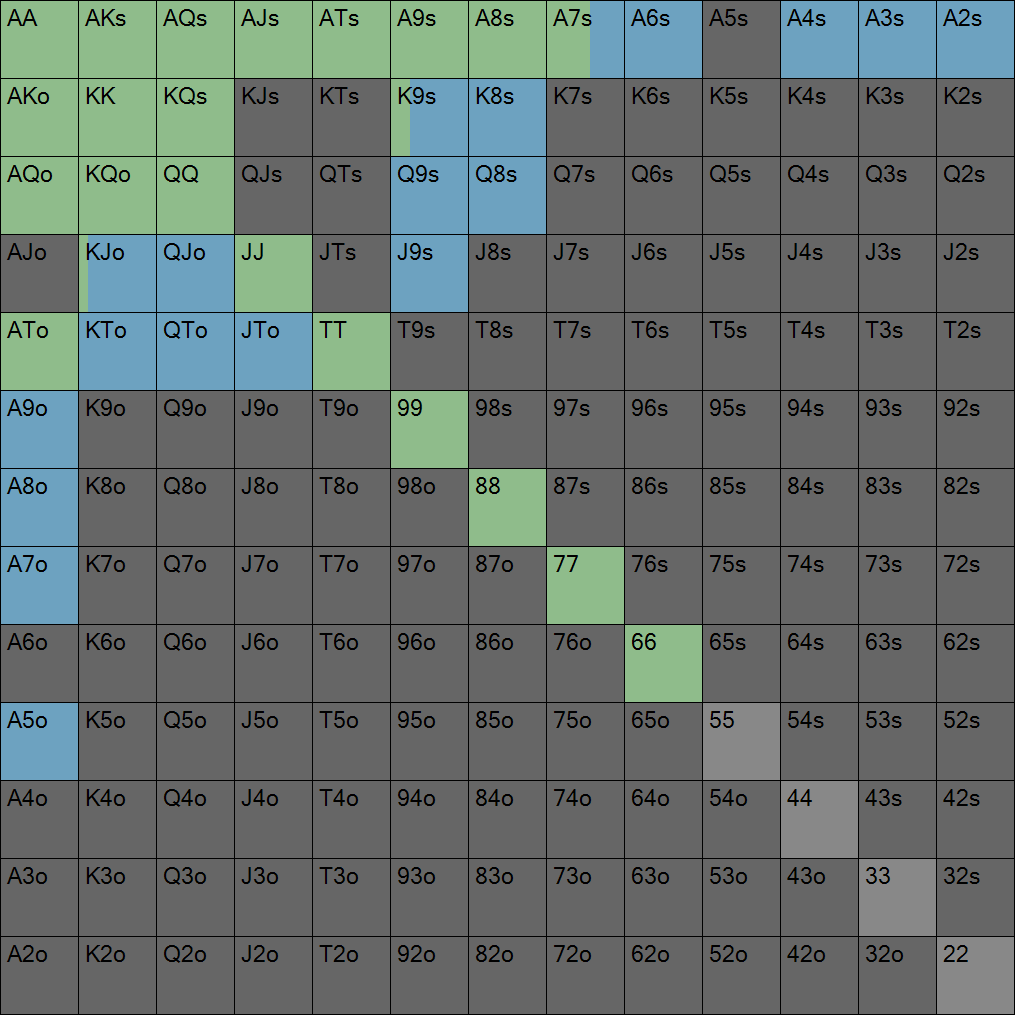 AA AKs AQs AJs ATs A9s A8s A7s A6s A5s A4s A3s A2s
AKo KK KQs KJs KTs K9s K8s K7s K6s K5s K4s K3s K2s
AQo KQo QQ QJs QTs Q9s Q8s Q7s Q6s Q5s Q4s Q3s Q2s
AJo KJo QJo JJ JTs J9s J8s J7s J6s J5s J4s J3s J2s
ATo KTo QTo JTo TT T9s T8s T7s T6s T5s T4s T3s T2s
A9o K9o Q9o J9o T9o 99 98s 97s 96s 95s 94s 93s 92s
A8o K8o Q8o J8o T8o 98o 88 87s 86s 85s 84s 83s 82s
A7o K7o Q7o J7o T7o 97o 87o 77 76s 75s 74s 73s 72s
A6o K6o Q6o J6o T6o 96o 86o 76o 66 65s 64s 63s 62s
A5o K5o Q5o J5o T5o 95o 85o 75o 65o 55 54s 53s 52s
A4o K4o Q4o J4o T4o 94o 84o 74o 64o 54o 44 43s 42s
A3o K3o Q3o J3o T3o 93o 83o 73o 63o 53o 43o 33 32s
A2o K2o Q2o J2o T2o 92o 82o 72o 62o 52o 42o 32o 22